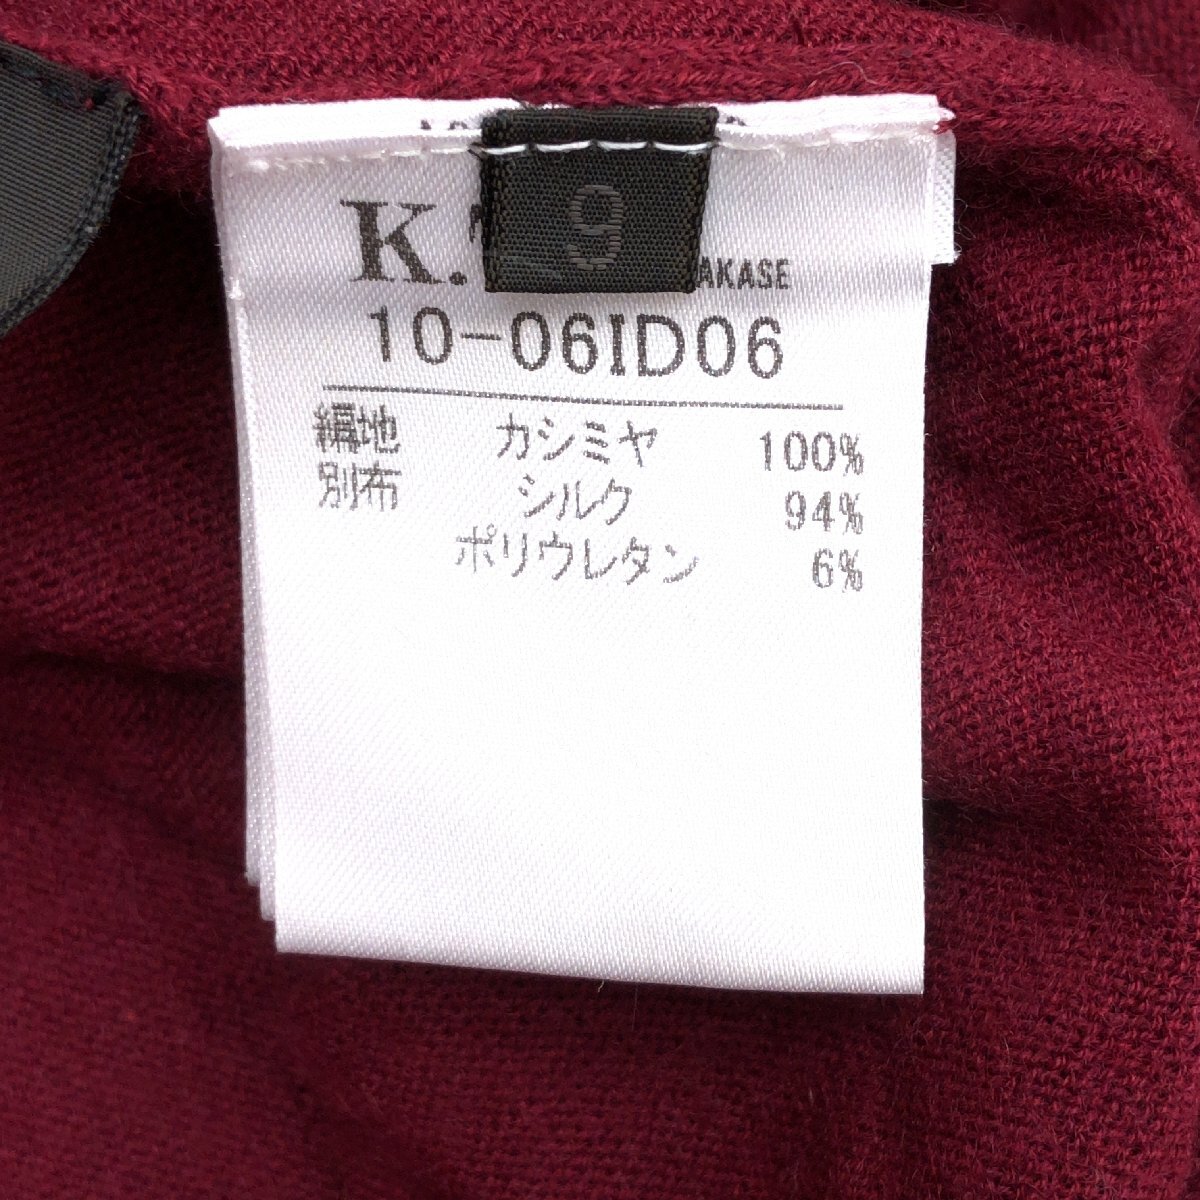 9
K.
AKASE
10-06ID06
編地 カシミヤ 100%
別布 シルク 94%
ポリウレタン 6%